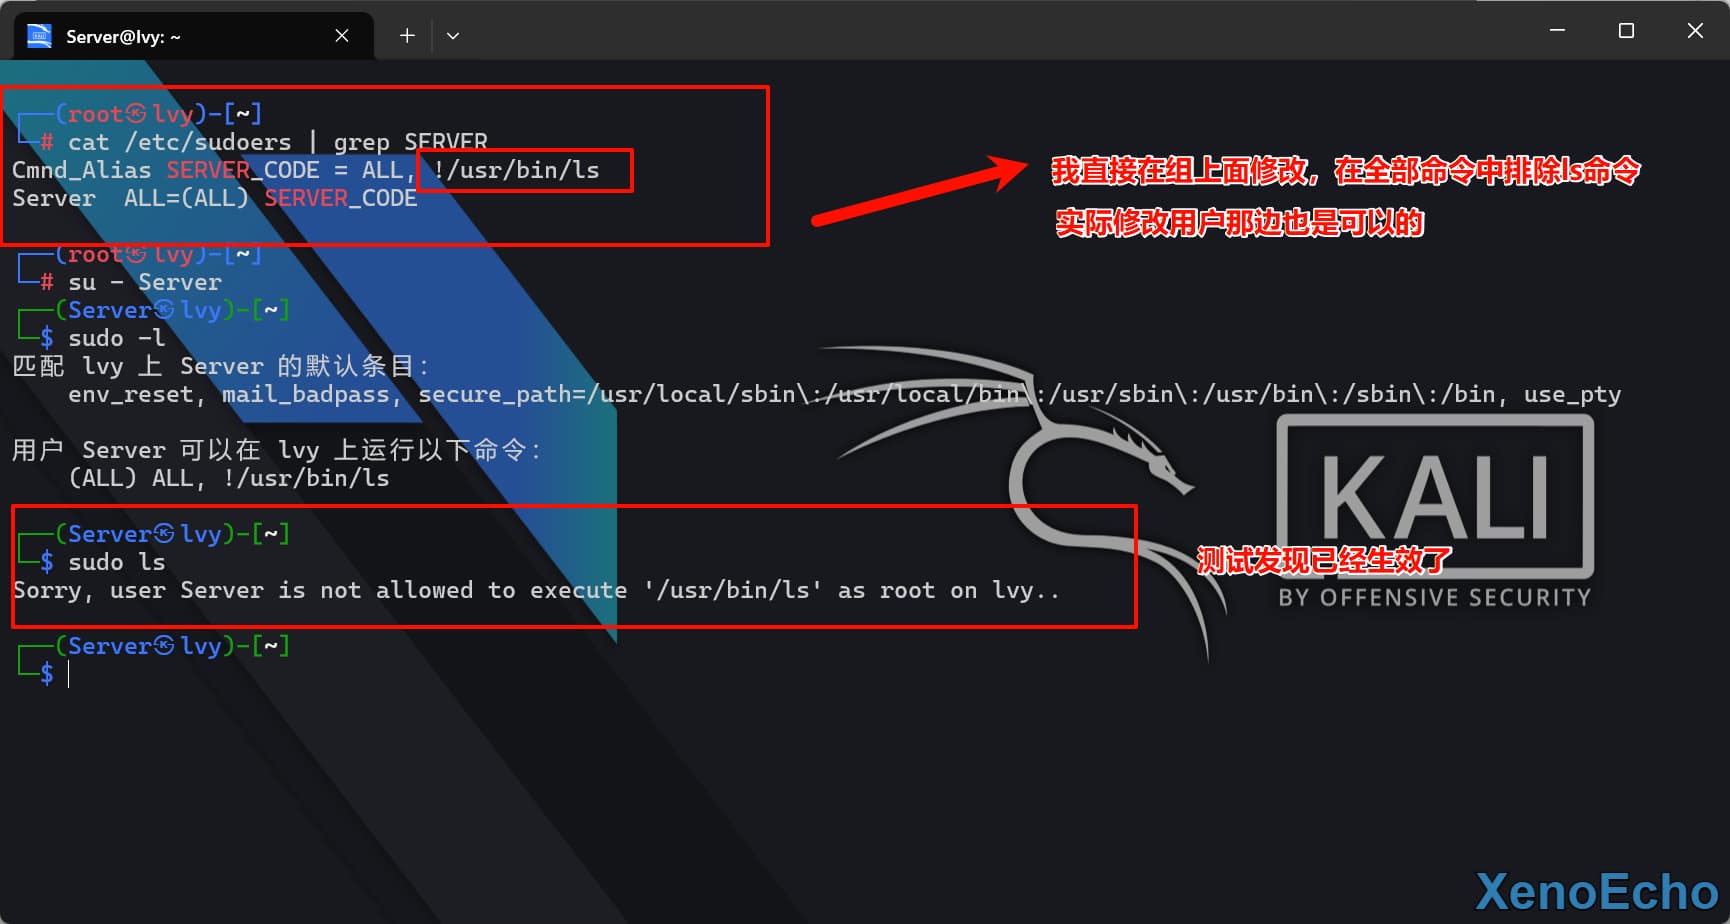 Server@lvy: ~
(root㉿lvy)-[~]
# cat /etc/sudoers | grep SERVER
Cmnd_Alias SERVER_CODE = ALL, !/usr/bin/ls
Server  ALL=(ALL) SERVER_CODE
我直接在组上面修改，在全部命令中排除ls命令
实际修改用户那边也是可以的
(root㉿lvy)-[~]
# su - Server
(Server㉿lvy)-[~]
$ sudo -l
匹配 lvy 上 Server 的默认条目：
env_reset, mail_badpass, secure_path=/usr/local/sbin\:/usr/local/bin\:/usr/sbin\:/usr/bin\:/sbin\:/bin, use_pty
用户 Server 可以在 lvy 上运行以下命令：
(ALL) ALL, !/usr/bin/ls
(Server㉿lvy)-[~]
$ sudo ls
Sorry, user Server is not allowed to execute '/usr/bin/ls' as root on lvy..
测试发现已经生效了
(Server㉿lvy)-[~]
$
KALI
BY OFFENSIVE SECURITY
XenoEcho